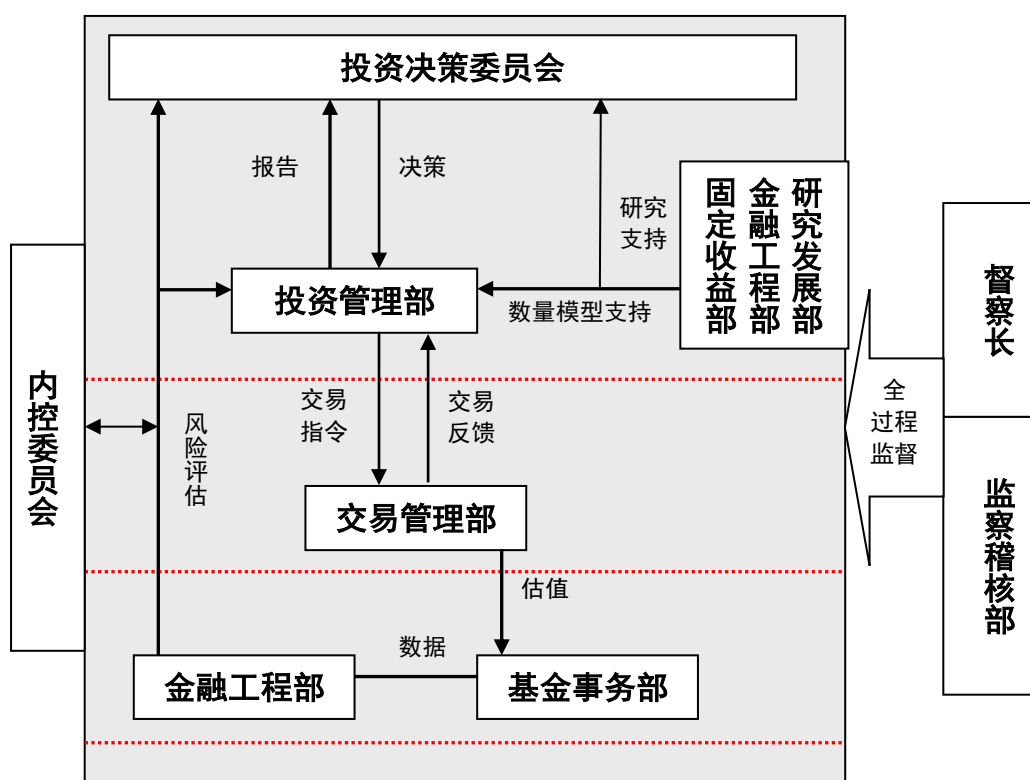 投资决策委员会
报告
决策
研究
支持
固定收益部
金融工程部
研究发展部
投资管理部
数量模型支持
督察长
内控委员会
风险评估
交易
指令
交易
反馈
全
过程
监督
交易管理部
监察稽核部
估值
数据
金融工程部
基金事务部